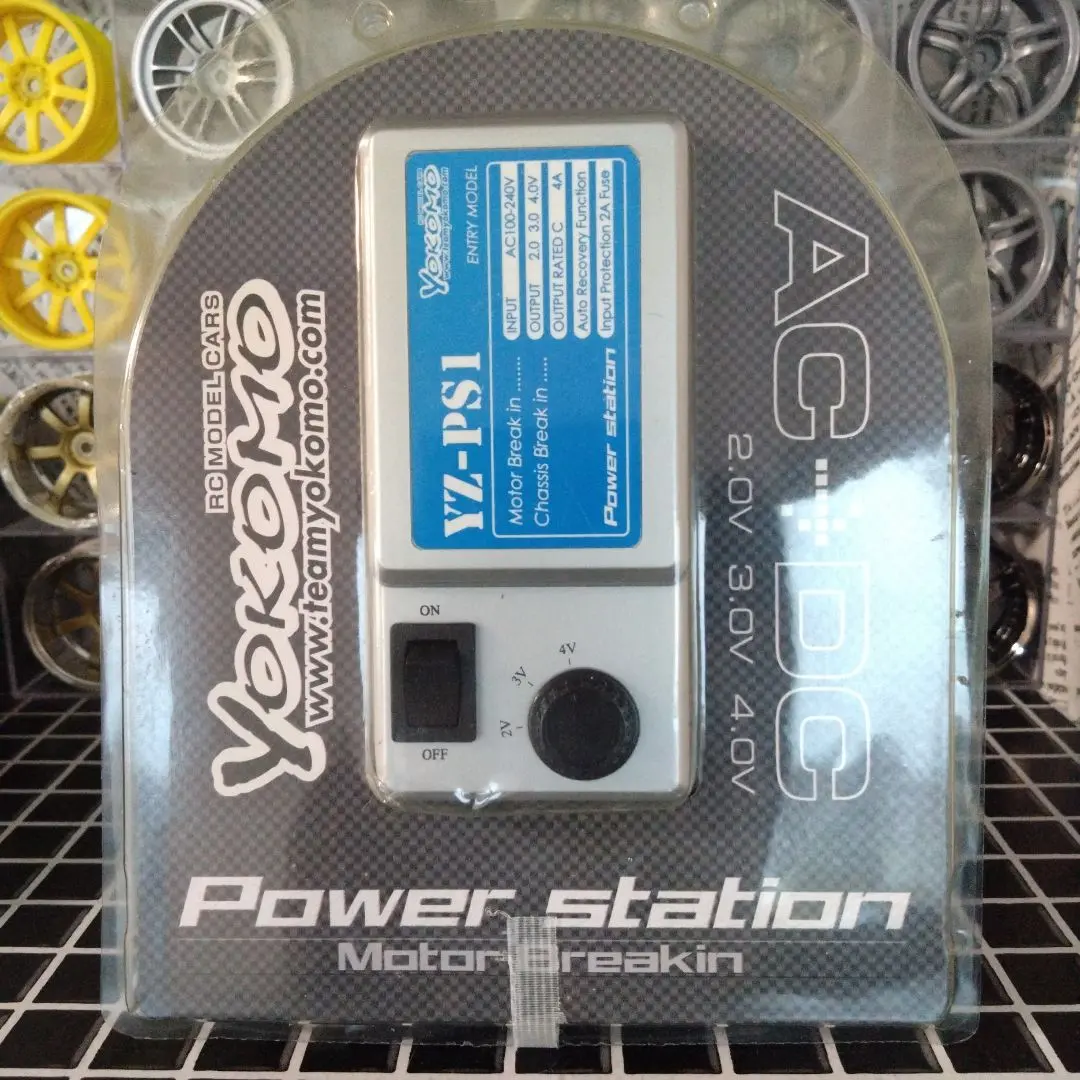 RC MODEL CARS
YOKOMO
www.teamyokomo.com
YOKOMO
www.teamyokomo.com
ENTRY MODEL
YZ-PS1
INPUT AC100-240V
OUTPUT 2.0 3.0 4.0V
OUTPUT RATED C 4A
Auto Recovery Function
Input Protection 2A Fuse
Motor Break in .......
Chassis Break in ....
Power station
ON
OFF
2V
3V
4V
AC DC
2.0V 3.0V 4.0V
Power station
Motor Breakin